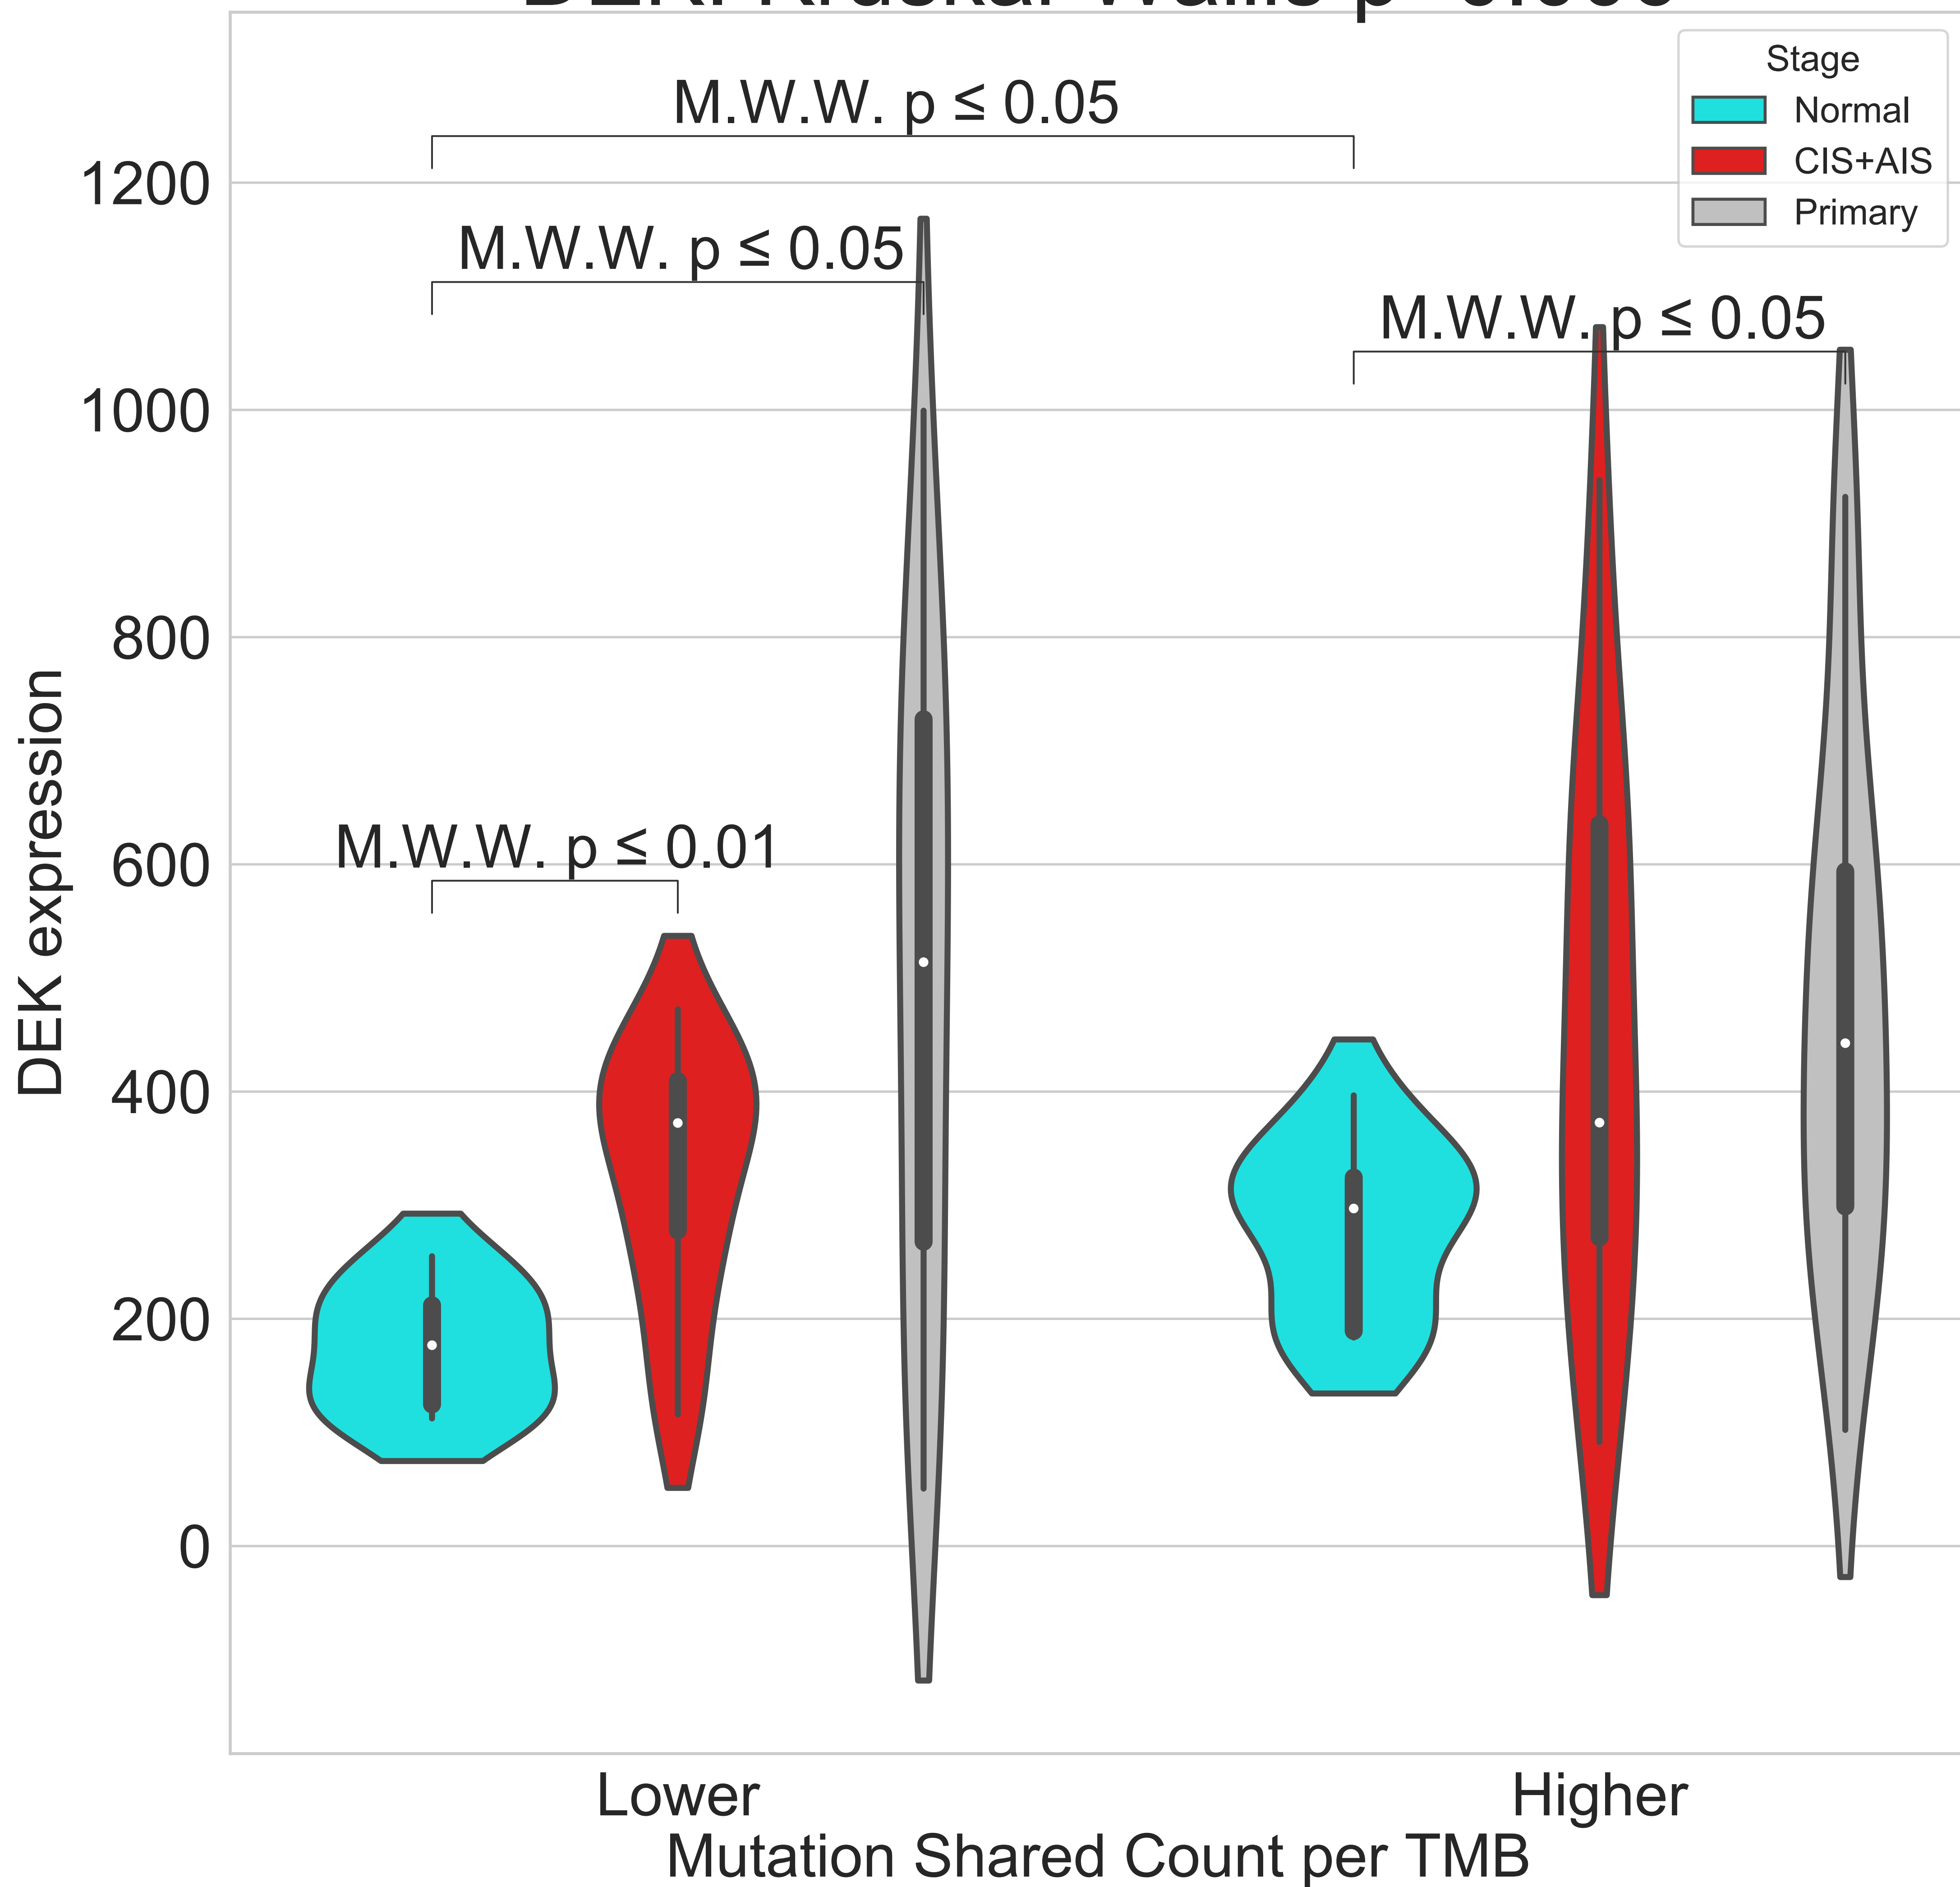 M.W.W. p ≤ 0.05
Stage
Normal
CIS+AIS
Primary
M.W.W. p ≤ 0.05
M.W.W. p ≤ 0.05
M.W.W. p ≤ 0.01
1200
1000
800
600
400
200
0
DEK expression
Lower
Higher
Mutation Shared Count per TMB